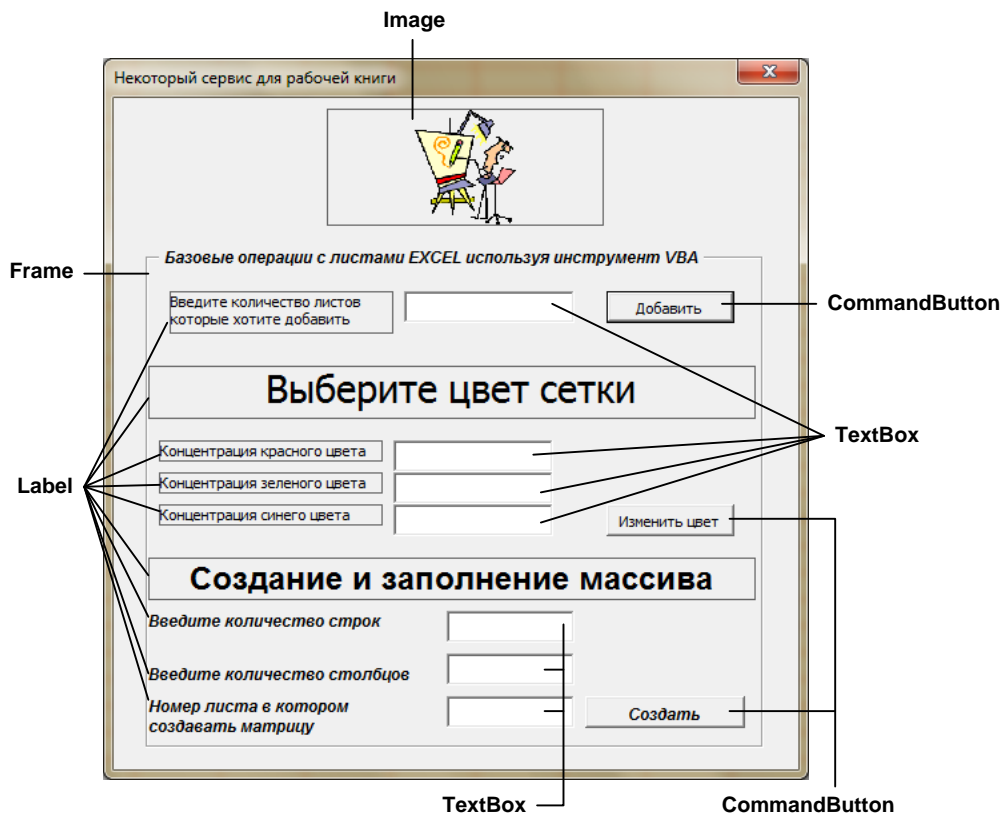 Image
Некоторый сервис для рабочей книги
Frame
Базовые операции с листами EXCEL используя инструмент VBA
Введите количество листов
которые хотите добавить
Добавить
CommandButton
Выберите цвет сетки
TextBox
Label
Концентрация красного цвета
Концентрация зеленого цвета
Концентрация синего цвета
Изменить цвет
Создание и заполнение массива
Введите количество строк
Введите количество столбцов
Номер листа в котором
создавать матрицу
Создать
TextBox
CommandButton